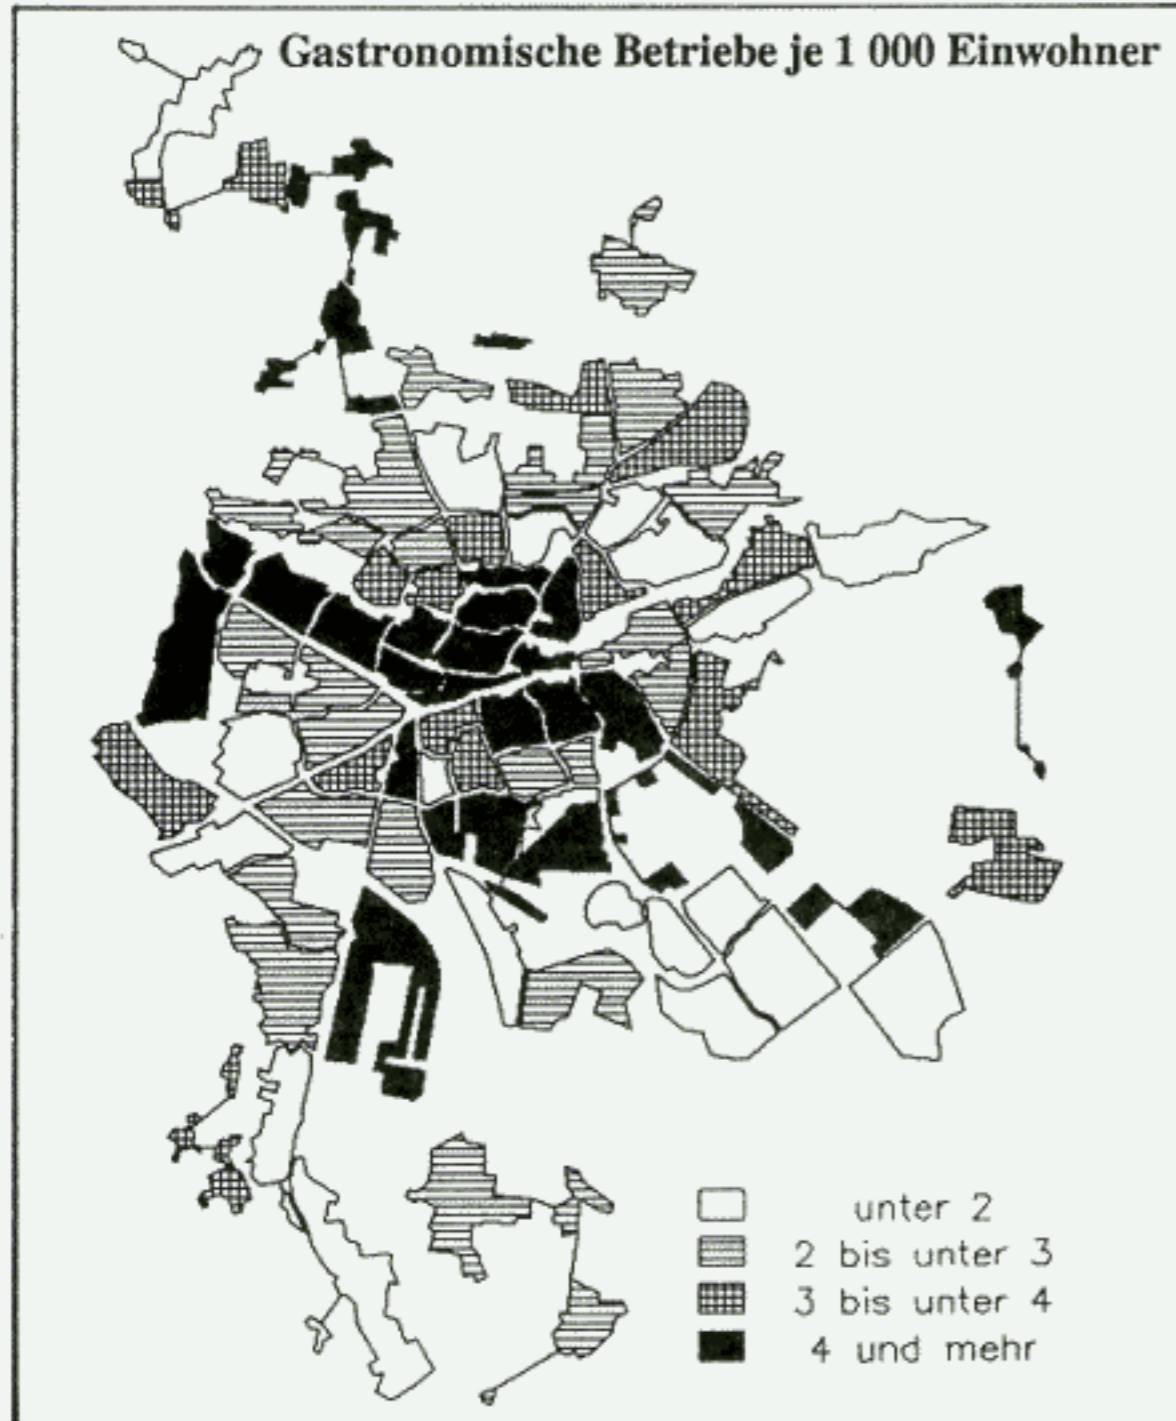 Gastronomische Betriebe je 1 000 Einwohner
unter 2
2 bis unter 3
3 bis unter 4
4 und mehr